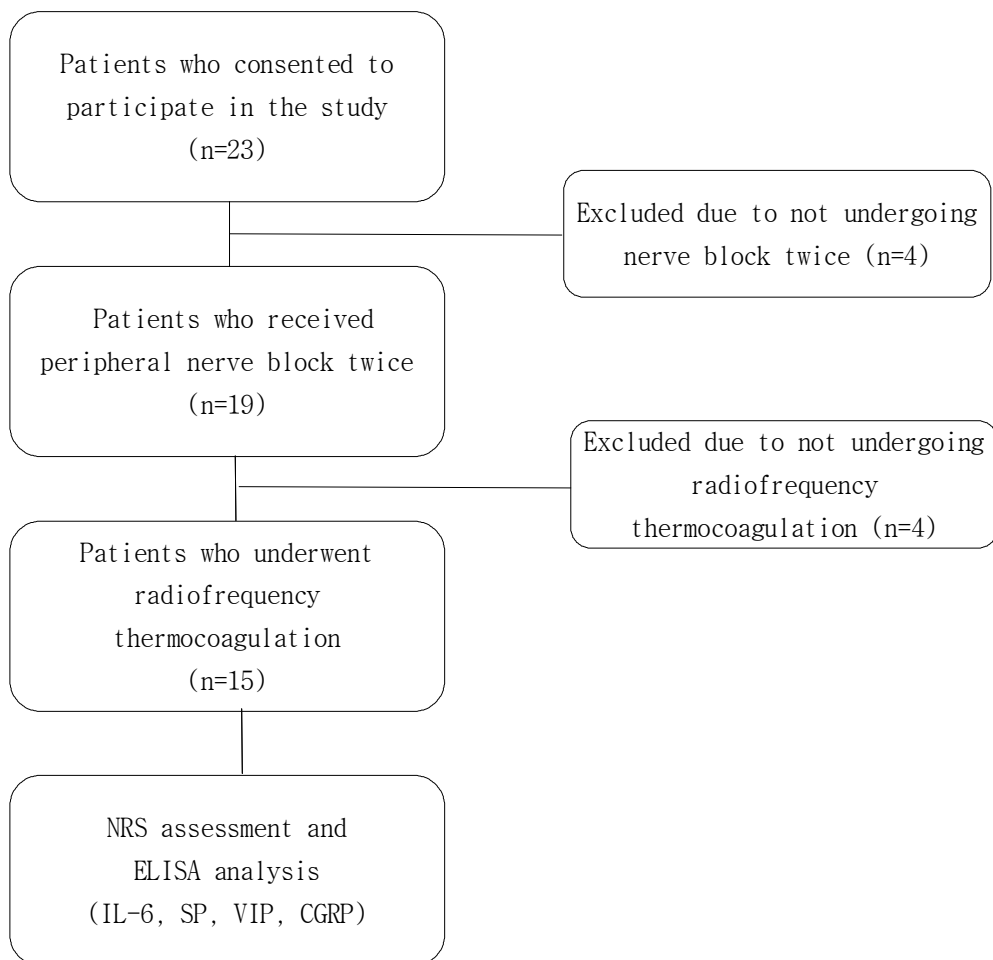 Patients who consented to
participate in the study
(n=23)
Excluded due to not undergoing
nerve block twice (n=4)
Patients who received
peripheral nerve block twice
(n=19)
Excluded due to not undergoing
radiofrequency
thermocoagulation (n=4)
Patients who underwent
radiofrequency
thermocoagulation
(n=15)
NRS assessment and
ELISA analysis
(IL-6, SP, VIP, CGRP)